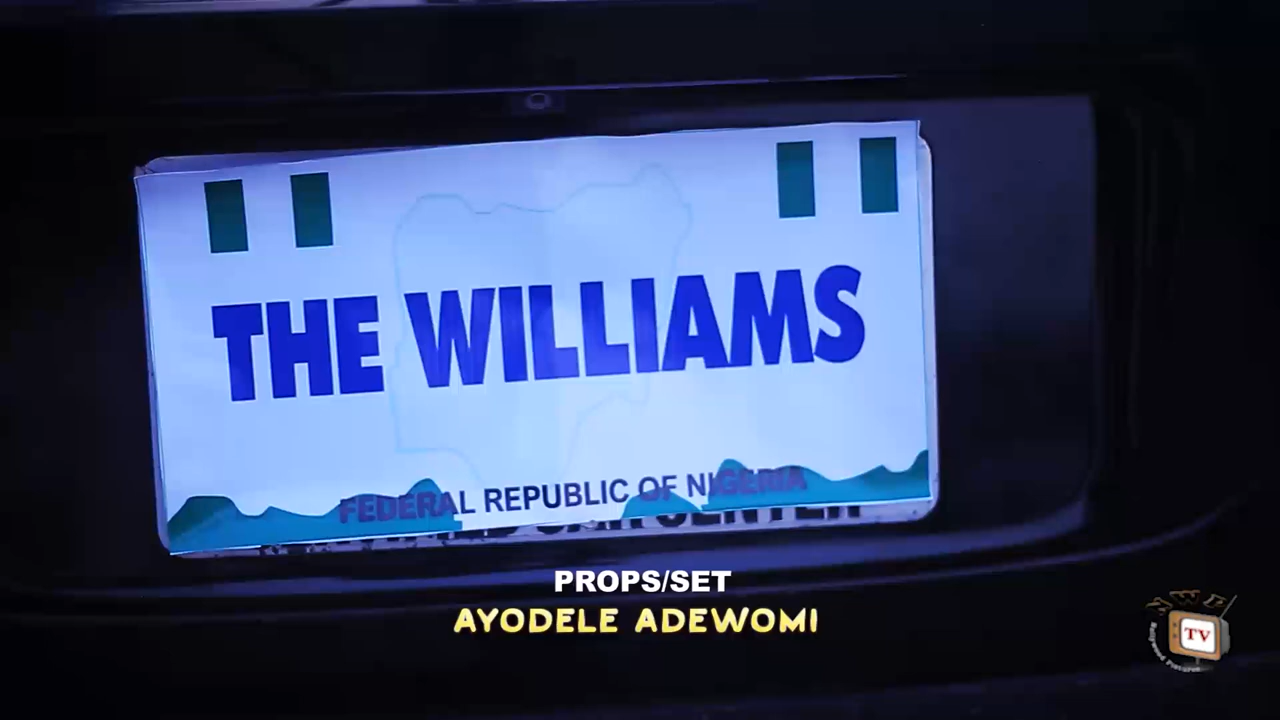 THE WILLIAMS
FEDERAL REPUBLIC OF NIGERIA
PROPS/SET
AYODELE ADEWOMI
TV